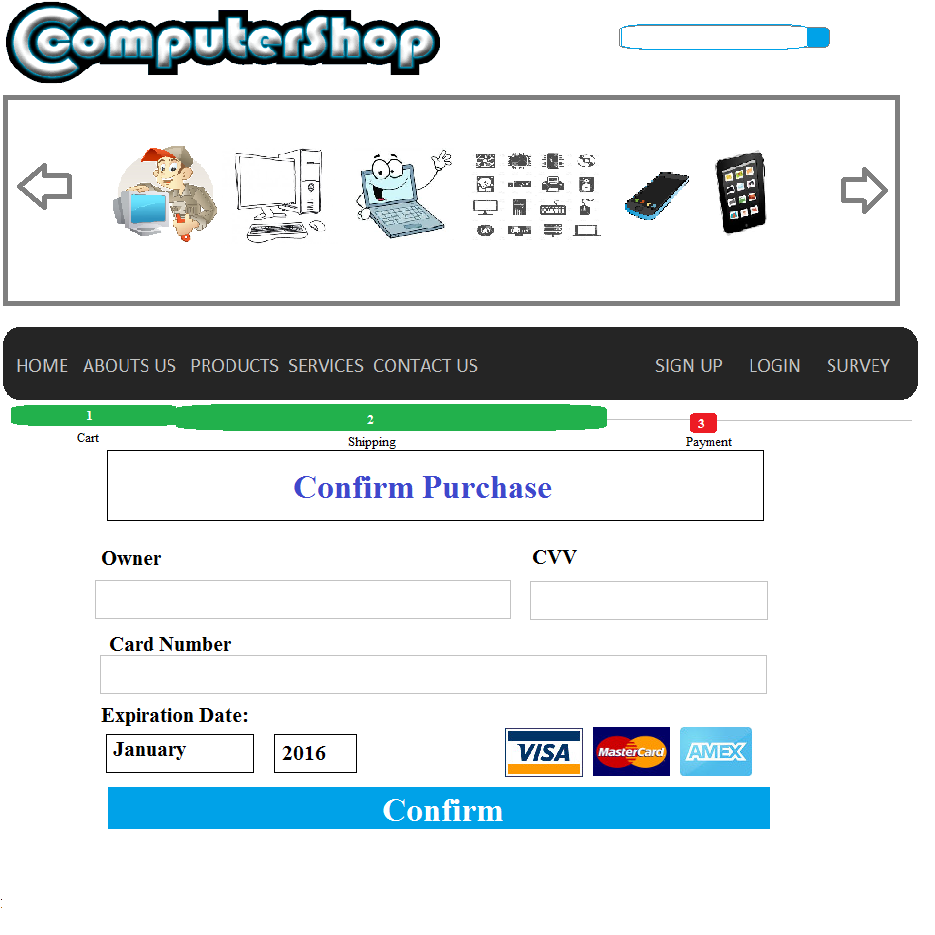 ComputerShop
HOME ABOUTS US PRODUCTS SERVICES CONTACT US SIGN UP LOGIN SURVEY
1 2 3
Cart Shipping Payment
Confirm Purchase
Owner CVV
Card Number
Expiration Date:
January 2016 VISA MasterCard AMEX
Confirm